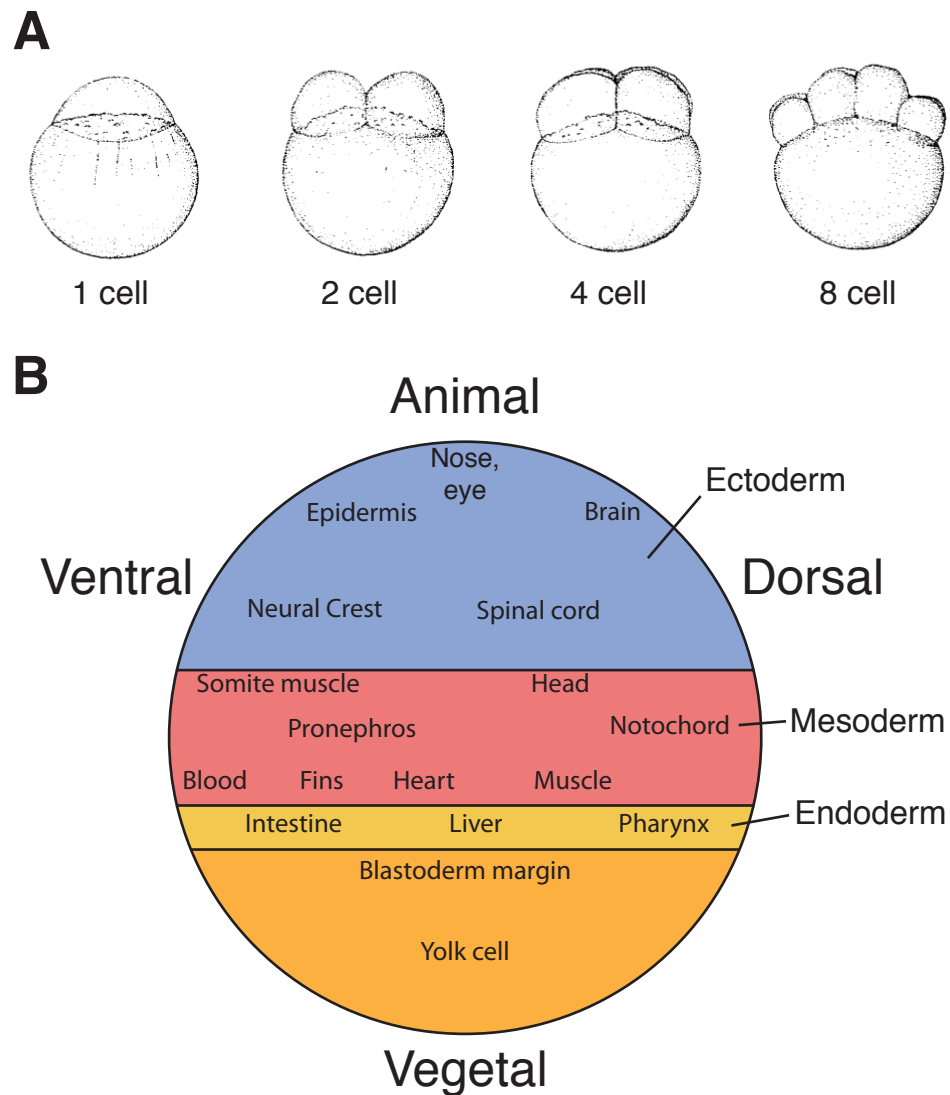 A
1 cell
2 cell
4 cell
8 cell
B
Animal
Nose,
eye
Ectoderm
Epidermis
Brain
Ventral
Dorsal
Neural Crest
Spinal cord
Somite muscle
Head
Pronephros
Notochord
Mesoderm
Blood
Fins
Heart
Muscle
Endoderm
Intestine
Liver
Pharynx
Blastoderm margin
Yolk cell
Vegetal